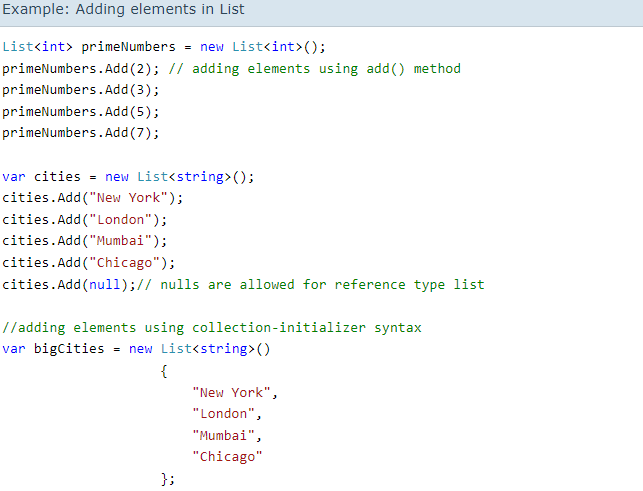 Example: Adding elements in List
List<int> primeNumbers = new List<int>();
primeNumbers.Add(2); // adding elements using add() method
primeNumbers.Add(3);
primeNumbers.Add(5);
primeNumbers.Add(7);
var cities = new List<string>();
cities.Add("New York");
cities.Add("London");
cities.Add("Mumbai");
cities.Add("Chicago");
cities.Add(null);// nulls are allowed for reference type list
//adding elements using collection-initializer syntax
var bigCities = new List<string>()
{
"New York",
"London",
"Mumbai",
"Chicago"
};